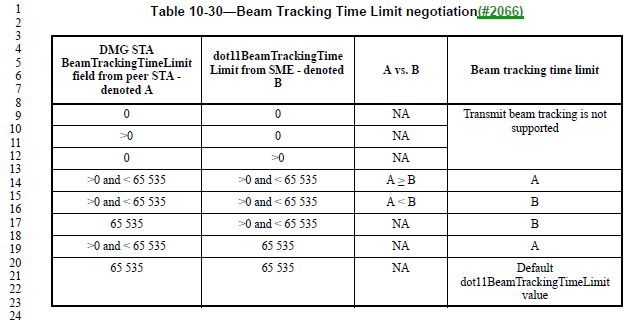 1
Table 10-30—Beam Tracking Time Limit negotiation(#2066)
2
3
4
5
6
7
8
9
10
11
12
13
14
15
16
17
18
19
20
21
22
23
24
DMG STA
BeamTrackingTimeLimit
field from peer STA -
denoted A
dot11BeamTrackingTime
Limit from SME - denoted
B
A vs. B
Beam tracking time limit
0 0 NA Transmit beam tracking is not
supported
>0 0 NA
0 >0 NA
>0 and < 65 535 >0 and < 65 535 A ≥ B A
>0 and < 65 535 >0 and < 65 535 A < B B
65 535 >0 and < 65 535 NA B
>0 and < 65 535 65 535 NA A
65 535 65 535 NA Default
dot11BeamTrackingTimeLimit
value